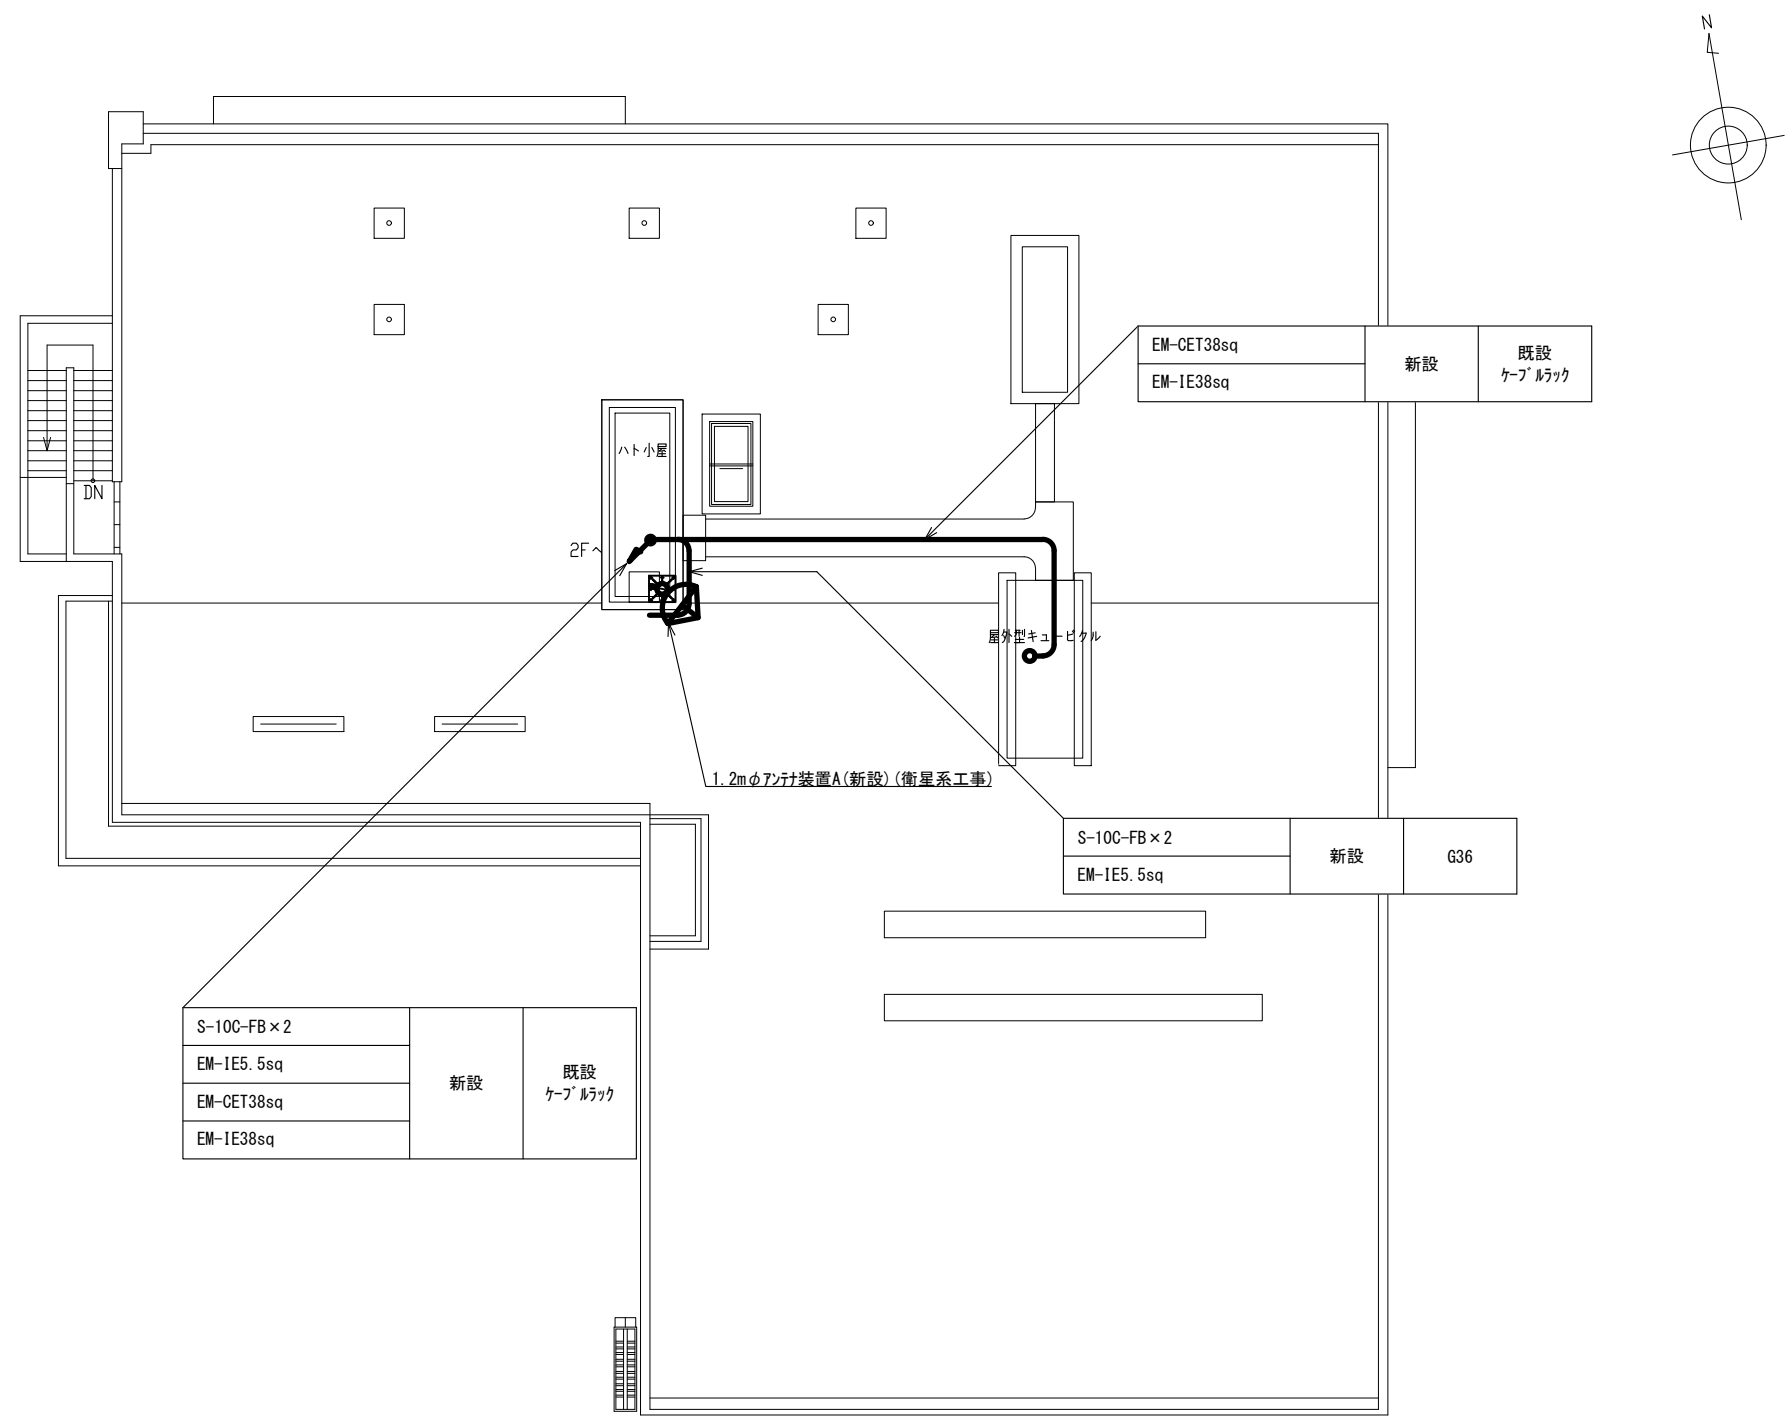 N
EM-CET38sq
EM-IE38sq
新設
既設
ケーブルラック
ハト小屋
DN
2Fへ
屋外型キュービクル
1.2mφアンテナ装置A(新設)(衛星系工事)
S-10C-FB×2
EM-IE5.5sq
新設
G36
S-10C-FB×2
EM-IE5.5sq
EM-CET38sq
EM-IE38sq
新設
既設
ケーブルラック